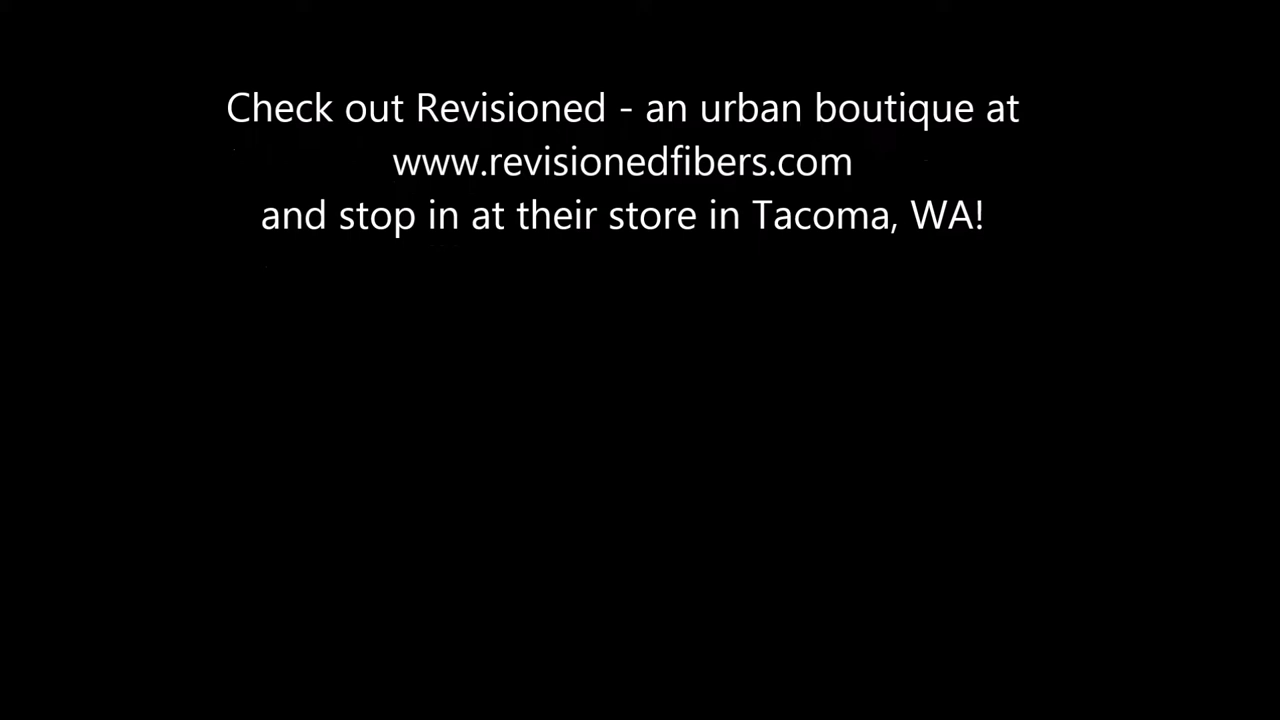 Check out Revisioned - an urban boutique at
www.revisionedfibers.com
and stop in at their store in Tacoma, WA!